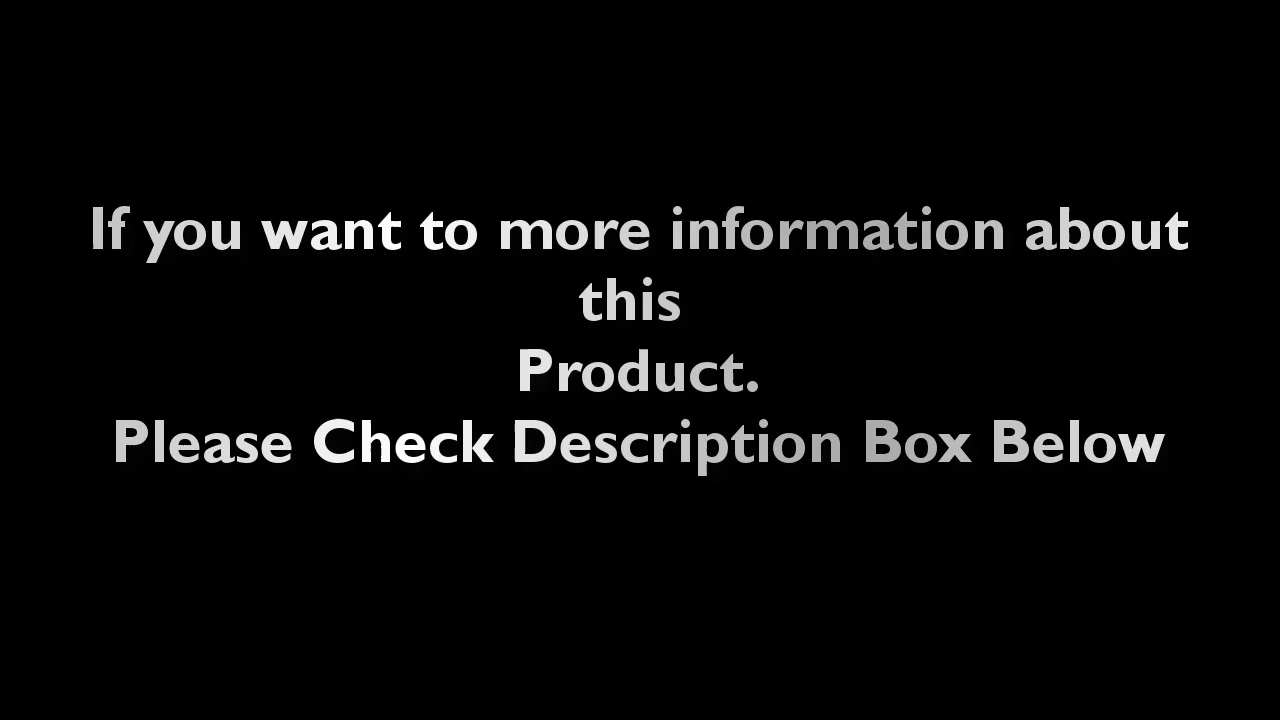 If you want to more information about
this
Product.
Please Check Description Box Below